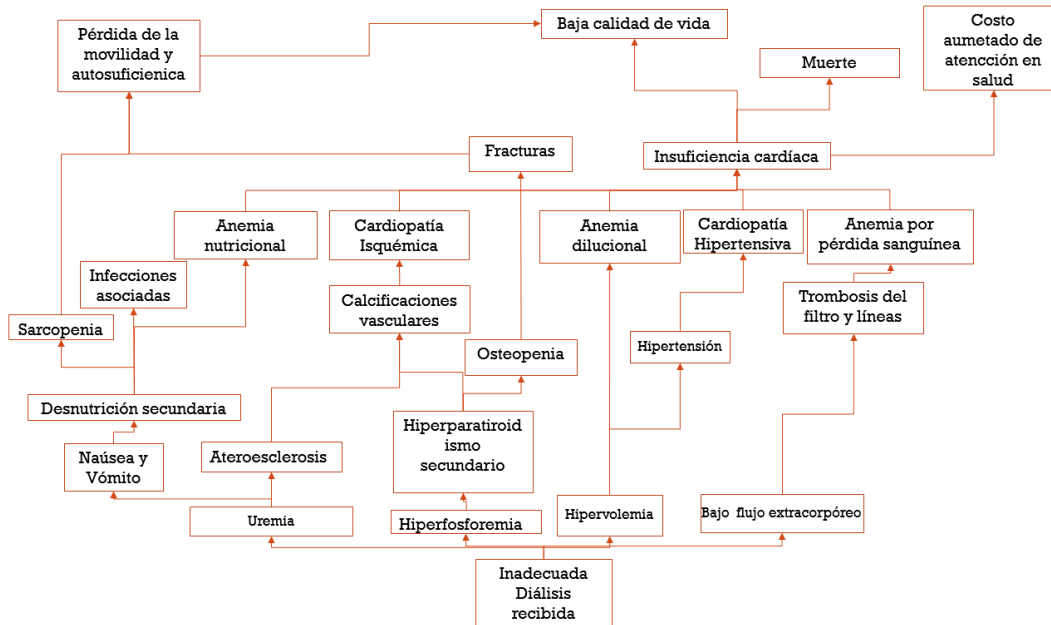 Pérdida de la
movilidad y
autosuficienica
Baja calidad de vida
Costo
aumetado de
atencción en
salud
Muerte
Fracturas
Insuficiencia cardíaca
Anemia
nutricional
Cardiopatía
Isquémica
Anemia
dilucional
Cardiopatía
Hipertensiva
Anemia por
pérdida sanguínea
Infecciones
asociadas
Calcificaciones
vasculares
Trombosis del
filtro y líneas
Sarcopenia
Osteopenia
Hipertensión
Desnutrición secundaria
Hiperparatiroid
ismo
secundario
Naúsea y
Vómito
Ateroesclerosis
Uremia
Hiperfosforemia
Hipervolemia
Bajo flujo extracorpóreo
Inadecuada
Diálisis
recibida